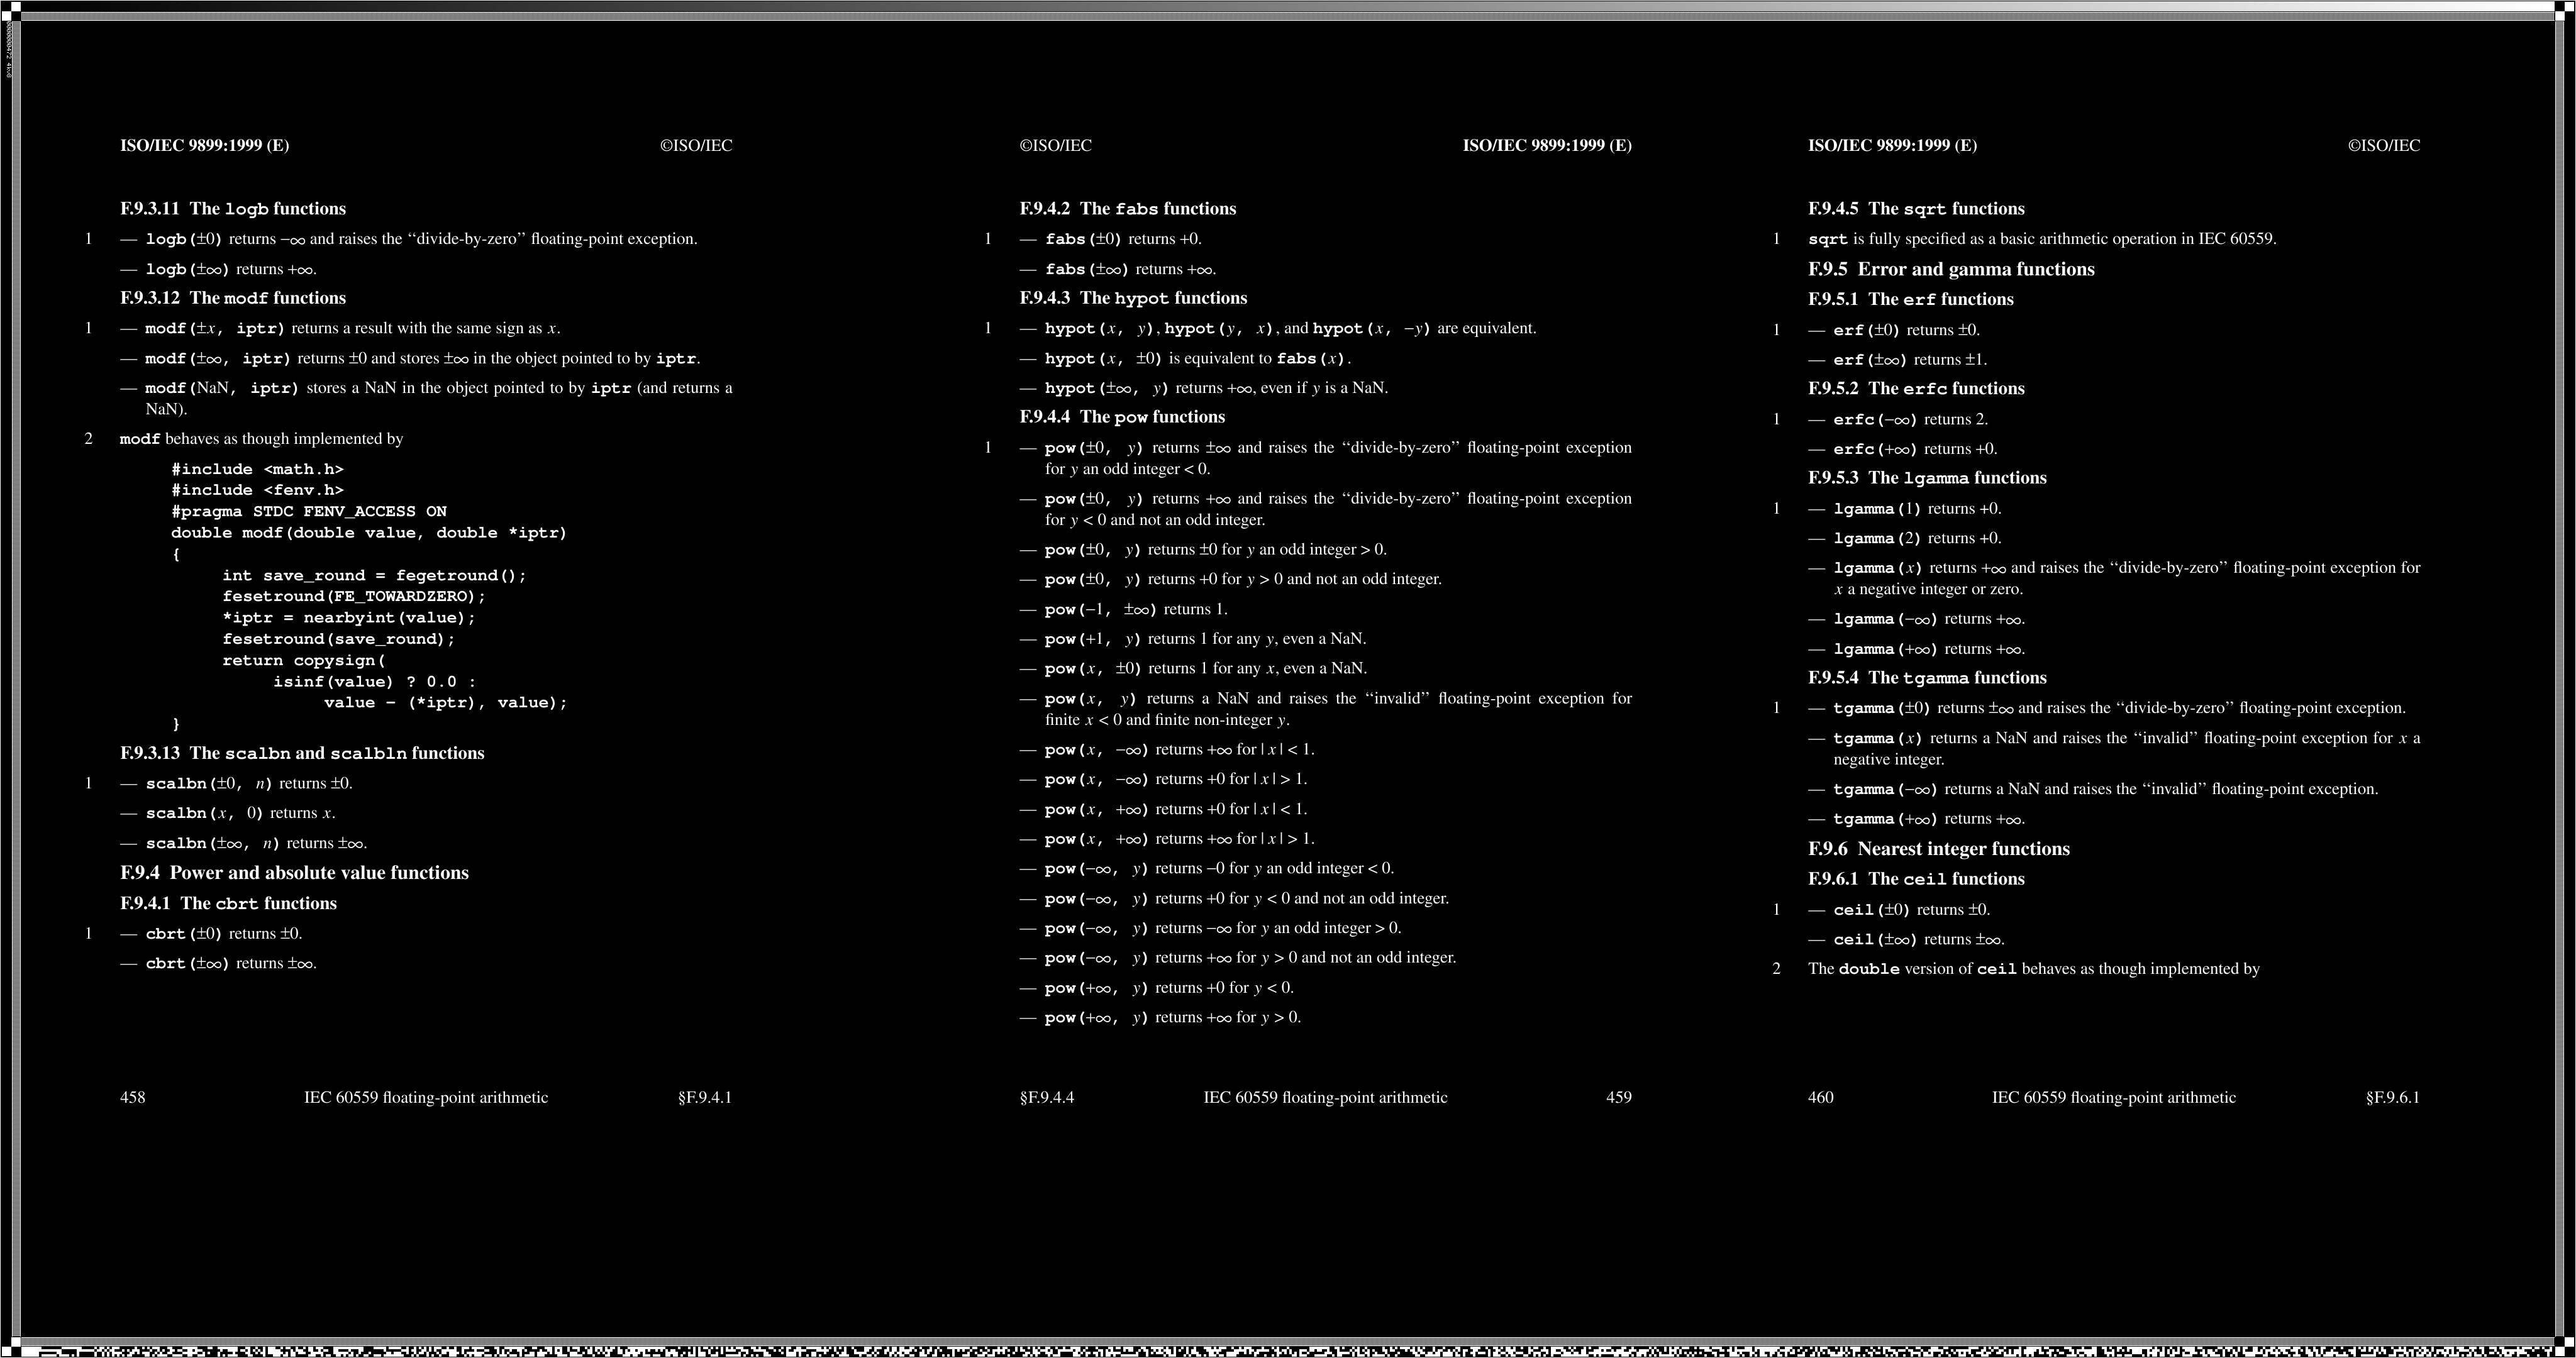 ISO/IEC 9899:1999 (E) ©ISO/IEC
F.9.3.11 The logb functions
1 — logb(±0) returns −∞ and raises the ‘‘divide-by-zero’’ floating-point exception.
— logb(±∞) returns +∞.
F.9.3.12 The modf functions
1 — modf(±x, iptr) returns a result with the same sign as x.
— modf(±∞, iptr) returns ±0 and stores ±∞ in the object pointed to by iptr.
— modf(NaN, iptr) stores a NaN in the object pointed to by iptr (and returns a
NaN).
2 modf behaves as though implemented by
#include <math.h>
#include <fenv.h>
#pragma STDC FENV_ACCESS ON
double modf(double value, double *iptr)
{
int save_round = fegetround();
fesetround(FE_TOWARDZERO);
*iptr = nearbyint(value);
fesetround(save_round);
return copysign(
isinf(value) ? 0.0 :
value - (*iptr), value);
}
F.9.3.13 The scalbn and scalbln functions
1 — scalbn(±0, n) returns ±0.
— scalbn(x, 0) returns x.
— scalbn(±∞, n) returns ±∞.
F.9.4 Power and absolute value functions
F.9.4.1 The cbrt functions
1 — cbrt(±0) returns ±0.
— cbrt(±∞) returns ±∞.
458 IEC 60559 floating-point arithmetic §F.9.4.1
©ISO/IEC ISO/IEC 9899:1999 (E)
F.9.4.2 The fabs functions
1 — fabs(±0) returns +0.
— fabs(±∞) returns +∞.
F.9.4.3 The hypot functions
1 — hypot(x, y), hypot(y, x), and hypot(x, −y) are equivalent.
— hypot(x, ±0) is equivalent to fabs(x).
— hypot(±∞, y) returns +∞, even if y is a NaN.
F.9.4.4 The pow functions
1 — pow(±0, y) returns ±∞ and raises the ‘‘divide-by-zero’’ floating-point exception
for y an odd integer < 0.
— pow(±0, y) returns +∞ and raises the ‘‘divide-by-zero’’ floating-point exception
for y < 0 and not an odd integer.
— pow(±0, y) returns ±0 for y an odd integer > 0.
— pow(±0, y) returns +0 for y > 0 and not an odd integer.
— pow(−1, ±∞) returns 1.
— pow(+1, y) returns 1 for any y, even a NaN.
— pow(x, ±0) returns 1 for any x, even a NaN.
— pow(x, y) returns a NaN and raises the ‘‘invalid’’ floating-point exception for
finite x < 0 and finite non-integer y.
— pow(x, −∞) returns +∞ for | x | < 1.
— pow(x, −∞) returns +0 for | x | > 1.
— pow(x, +∞) returns +0 for | x | < 1.
— pow(x, +∞) returns +∞ for | x | > 1.
— pow(−∞, y) returns −0 for y an odd integer < 0.
— pow(−∞, y) returns +0 for y < 0 and not an odd integer.
— pow(−∞, y) returns −∞ for y an odd integer > 0.
— pow(−∞, y) returns +∞ for y > 0 and not an odd integer.
— pow(+∞, y) returns +0 for y < 0.
— pow(+∞, y) returns +∞ for y > 0.
§F.9.4.4 IEC 60559 floating-point arithmetic 459
ISO/IEC 9899:1999 (E) ©ISO/IEC
F.9.4.5 The sqrt functions
1 sqrt is fully specified as a basic arithmetic operation in IEC 60559.
F.9.5 Error and gamma functions
F.9.5.1 The erf functions
1 — erf(±0) returns ±0.
— erf(±∞) returns ±1.
F.9.5.2 The erfc functions
1 — erfc(−∞) returns 2.
— erfc(+∞) returns +0.
F.9.5.3 The lgamma functions
1 — lgamma(1) returns +0.
— lgamma(2) returns +0.
— lgamma(x) returns +∞ and raises the ‘‘divide-by-zero’’ floating-point exception for
x a negative integer or zero.
— lgamma(−∞) returns +∞.
— lgamma(+∞) returns +∞.
F.9.5.4 The tgamma functions
1 — tgamma(±0) returns ±∞ and raises the ‘‘divide-by-zero’’ floating-point exception.
— tgamma(x) returns a NaN and raises the ‘‘invalid’’ floating-point exception for x a
negative integer.
— tgamma(−∞) returns a NaN and raises the ‘‘invalid’’ floating-point exception.
— tgamma(+∞) returns +∞.
F.9.6 Nearest integer functions
F.9.6.1 The ceil functions
1 — ceil(±0) returns ±0.
— ceil(±∞) returns ±∞.
2 The double version of ceil behaves as though implemented by
460 IEC 60559 floating-point arithmetic §F.9.6.1